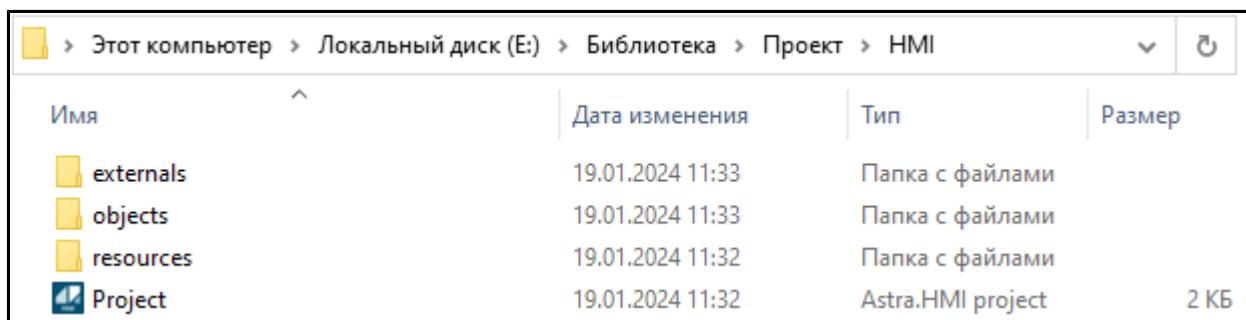 Этот компьютер > Локальный диск (E:) > Библиотека > Проект > HMI
Имя Дата изменения Тип Размер
externals 19.01.2024 11:33 Папка с файлами
objects 19.01.2024 11:33 Папка с файлами
resources 19.01.2024 11:32 Папка с файлами
Project 19.01.2024 11:32 Astra.HMI project 2 КБ